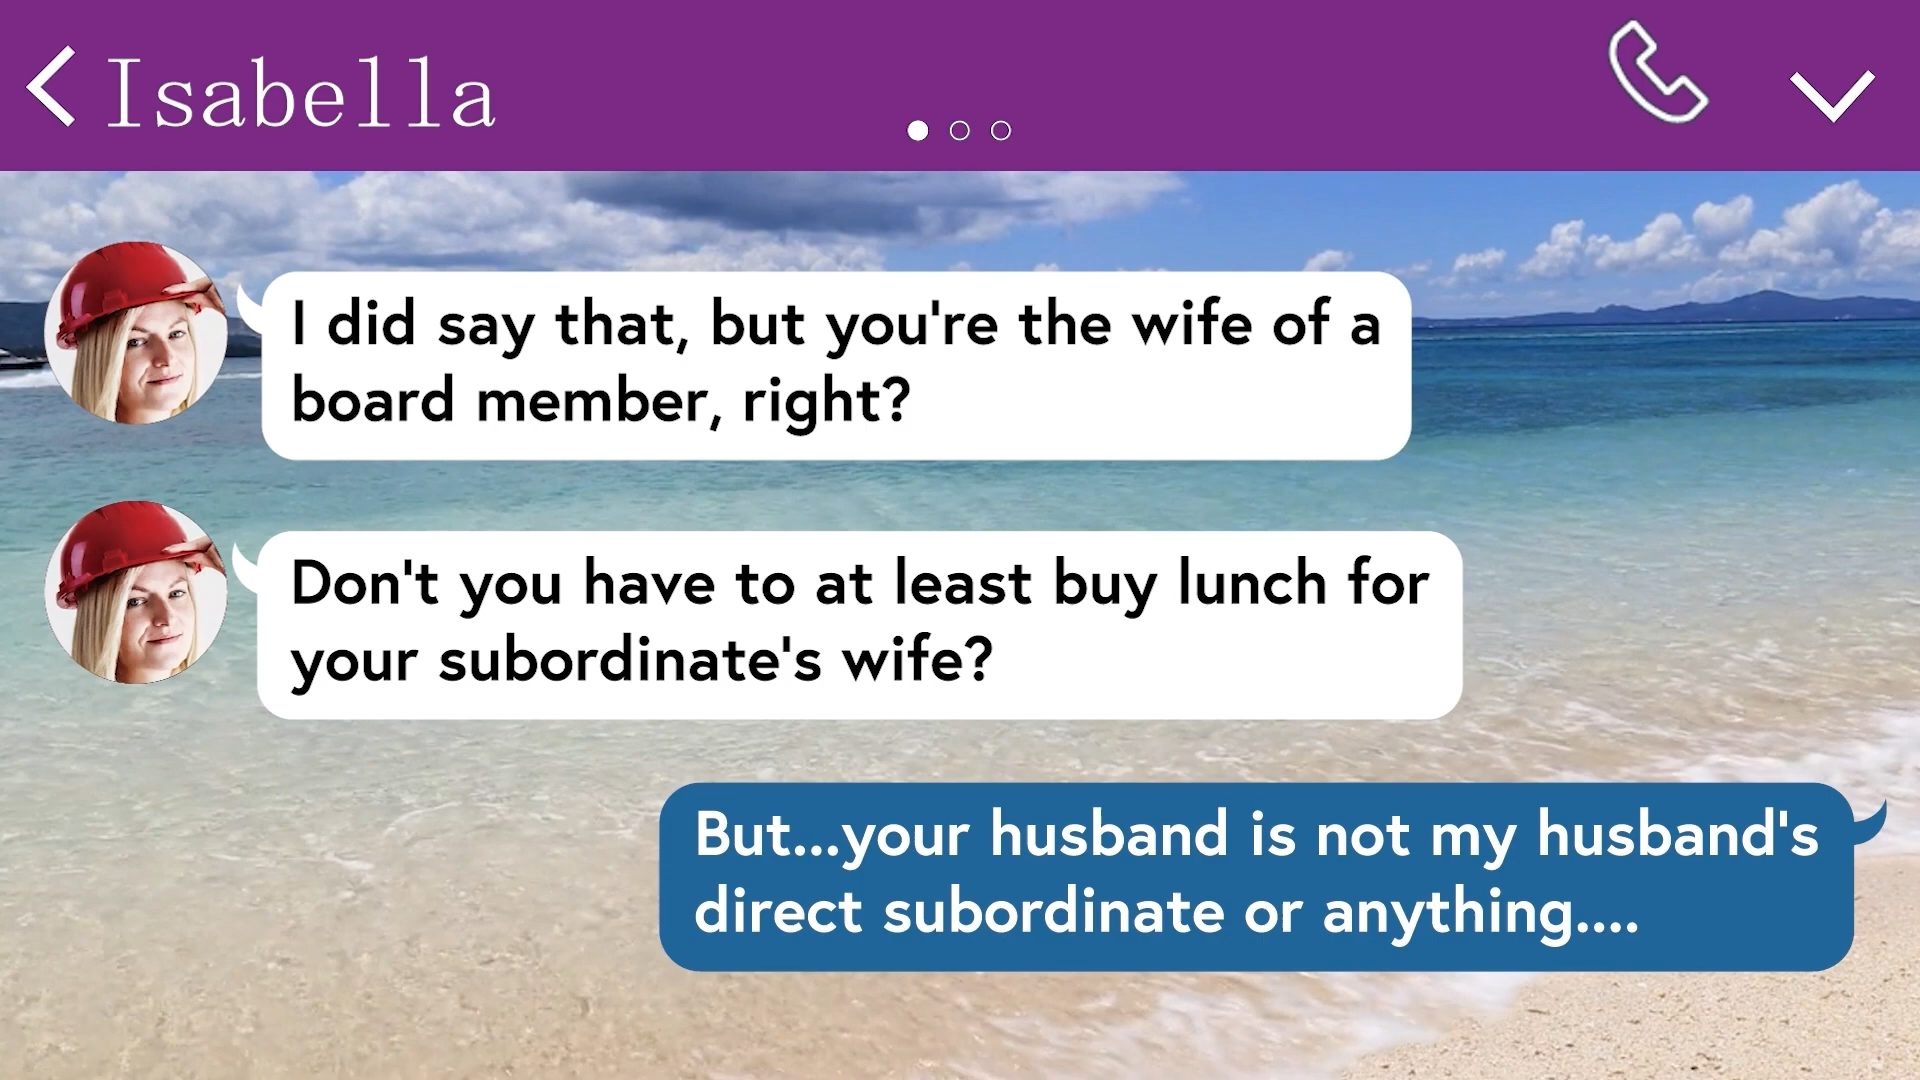 Isabella
I did say that, but you're the wife of a
board member, right?
Don't you have to at least buy lunch for
your subordinate's wife?
But...your husband is not my husband's
direct subordinate or anything....